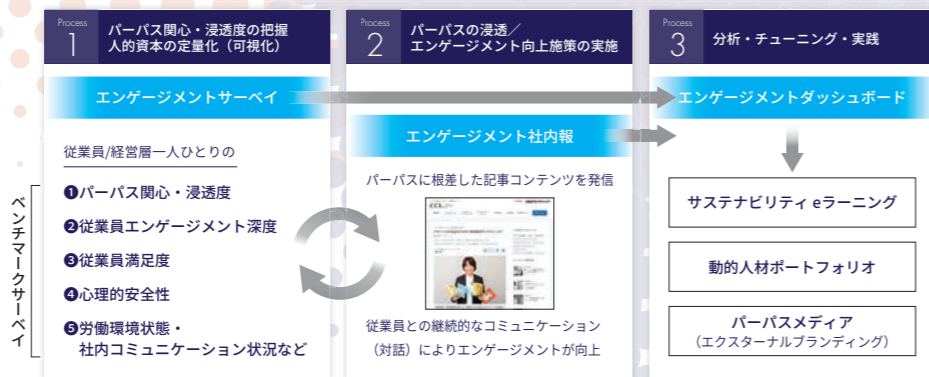 Process
1
パーパス関心・浸透度の把握
人的資本の定量化（可視化）
エンゲージメントサーベイ
従業員/経営層一人ひとりの
ベンチマークサーベイ
❶パーパス関心・浸透度
❷従業員エンゲージメント深度
❸従業員満足度
❹心理的安全性
❺労働環境状態・
社内コミュニケーション状況など
Process
2
パーパスの浸透／
エンゲージメント向上施策の実施
エンゲージメント社内報
パーパスに根差した記事コンテンツを発信
従業員との継続的なコミュニケーション
（対話）によりエンゲージメントが向上
Process
3
分析・チューニング・実践
エンゲージメントダッシュボード
サステナビリティ eラーニング
動的人材ポートフォリオ
パーパスメディア
（エクスターナルブランディング）